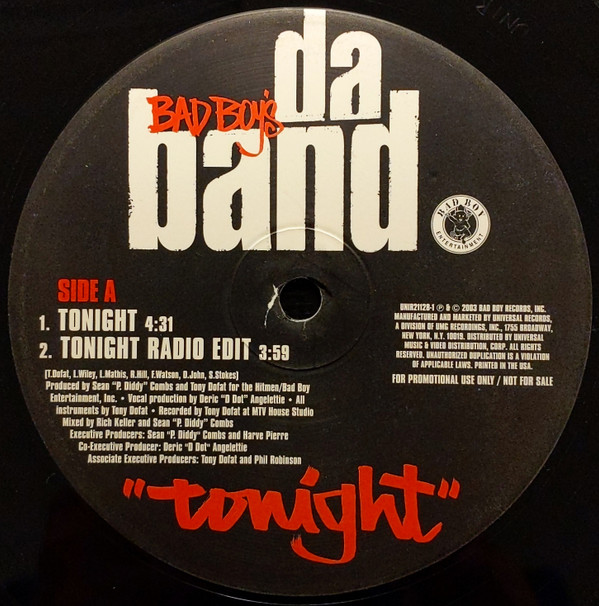 da
BAD BOY'S
band
BAD BOY
ENTERTAINMENT
SIDE A
1. TONIGHT 4:31
2. TONIGHT RADIO EDIT 3:59
[T.Dofat, L.Wiley, L.Mathis, R.Hill, F.Watson, D.John, S.Stokes]
Produced by Sean "P. Diddy" Combs and Tony Dofat for the Hitmen/Bad Boy
Entertainment, Inc. • Vocal production by Deric "D Dot" Angelettie • All
instruments by Tony Dofat • Recorded by Tony Dofat at MTV House Studio
Mixed by Rich Keller and Sean "P. Diddy" Combs
Executive Producers: Sean "P. Diddy" Combs and Harve Pierre
Co-Executive Producer: Deric "D Dot" Angelettie
Associate Executive Producers: Tony Dofat and Phil Robinson
UNIR21128-1 ℗ & © 2003 BAD BOY RECORDS, INC.
MANUFACTURED AND MARKETED BY UNIVERSAL RECORDS,
A DIVISION OF UMG RECORDINGS, INC., 1755 BROADWAY,
NEW YORK, N.Y. 10019. DISTRIBUTED BY UNIVERSAL
MUSIC & VIDEO DISTRIBUTION, CORP. ALL RIGHTS
RESERVED. UNAUTHORIZED DUPLICATION IS A VIOLATION
OF APPLICABLE LAWS. PRINTED IN THE USA.
FOR PROMOTIONAL USE ONLY / NOT FOR SALE
"tonight"